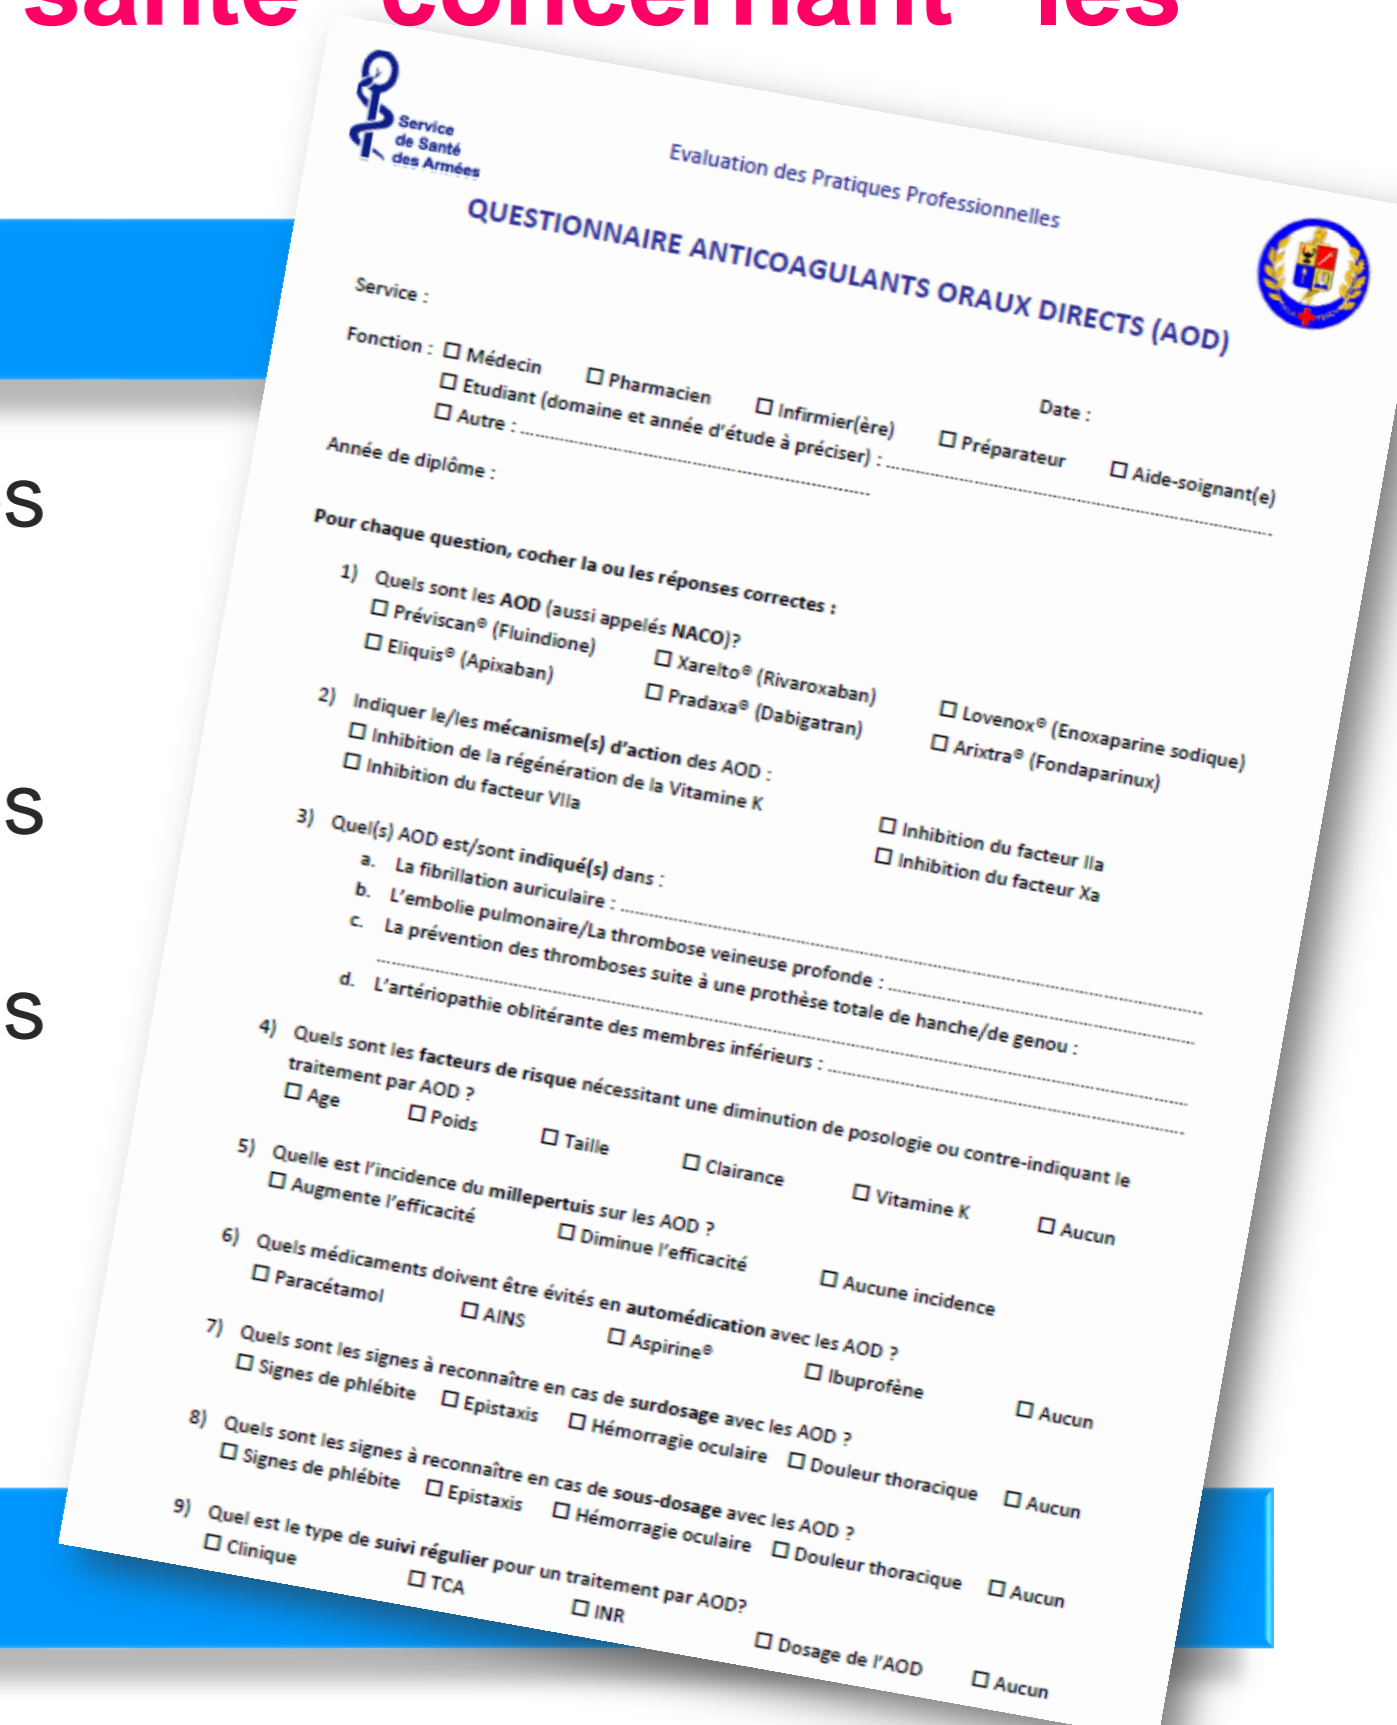 santé concernant les
Service
de Santé
des Armées
Evaluation des Pratiques Professionnelles
QUESTIONNAIRE ANTICOAGULANTS ORAUX DIRECTS (AOD)
Service :
Date :
Fonction : ☐ Médecin ☐ Pharmacien ☐ Infirmier(ère) ☐ Préparateur ☐ Aide-soignant(e)
☐ Etudiant (domaine et année d'étude à préciser) : ........................
☐ Autre : ........................
Année de diplôme :
Pour chaque question, cocher la ou les réponses correctes :
1) Quels sont les AOD (aussi appelés NACO)?
☐ Préviscan® (Fluindione) ☐ Xarelto® (Rivaroxaban) ☐ Lovenox® (Enoxaparine sodique)
☐ Eliquis® (Apixaban) ☐ Pradaxa® (Dabigatran) ☐ Arixtra® (Fondaparinux)
2) Indiquer le/les mécanisme(s) d'action des AOD :
☐ Inhibition de la régénération de la Vitamine K ☐ Inhibition du facteur IIa
☐ Inhibition du facteur VIIa ☐ Inhibition du facteur Xa
3) Quel(s) AOD est/sont indiqué(s) dans :
a. La fibrillation auriculaire : ........................
b. L'embolie pulmonaire/La thrombose veineuse profonde : ........................
c. La prévention des thromboses suite à une prothèse totale de hanche/de genou :
........................
d. L'artériopathie oblitérante des membres inférieurs : ........................
4) Quels sont les facteurs de risque nécessitant une diminution de posologie ou contre-indiquant le
traitement par AOD ?
☐ Age ☐ Poids ☐ Taille ☐ Clairance ☐ Vitamine K ☐ Aucun
5) Quelle est l'incidence du millepertuis sur les AOD ?
☐ Augmente l'efficacité ☐ Diminue l'efficacité ☐ Aucune incidence
6) Quels médicaments doivent être évités en automédication avec les AOD ?
☐ Paracétamol ☐ AINS ☐ Aspirine® ☐ Ibuprofène ☐ Aucun
7) Quels sont les signes à reconnaître en cas de surdosage avec les AOD ?
☐ Signes de phlébite ☐ Epistaxis ☐ Hémorragie oculaire ☐ Douleur thoracique ☐ Aucun
8) Quels sont les signes à reconnaître en cas de sous-dosage avec les AOD ?
☐ Signes de phlébite ☐ Epistaxis ☐ Hémorragie oculaire ☐ Douleur thoracique ☐ Aucun
9) Quel est le type de suivi régulier pour un traitement par AOD?
☐ Clinique ☐ TCA ☐ INR ☐ Dosage de l'AOD ☐ Aucun